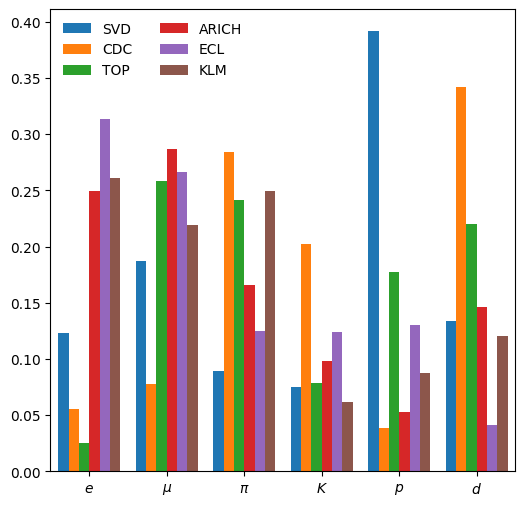 0.40
0.35
0.30
0.25
0.20
0.15
0.10
0.05
0.00
SVD
CDC
TOP
ARICH
ECL
KLM
e μ π K p d